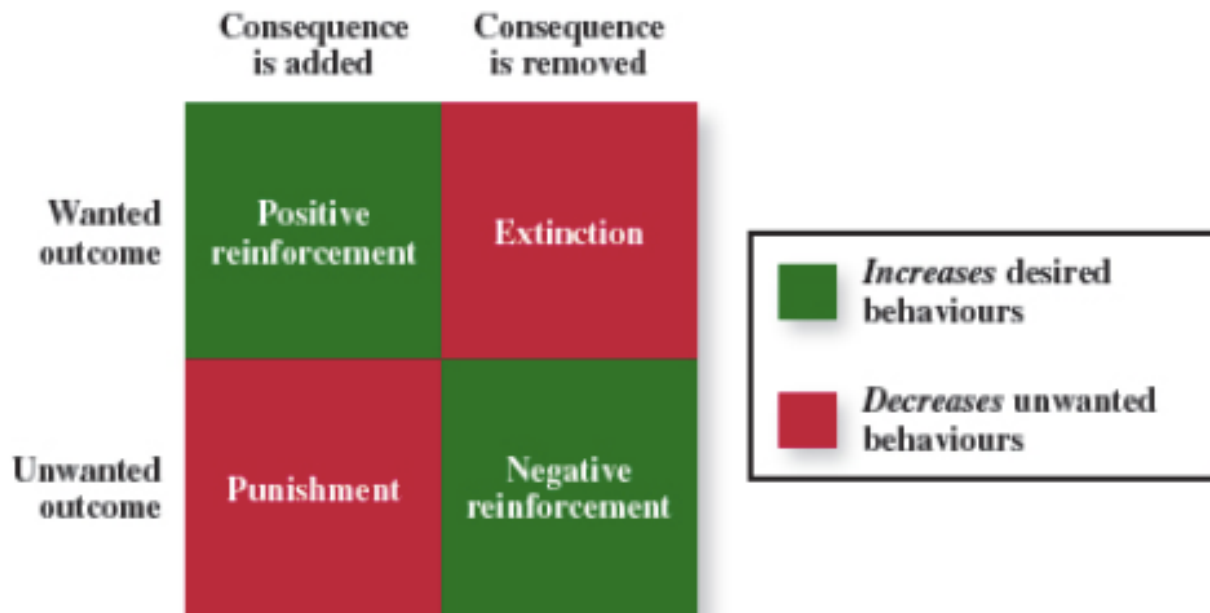 Consequence
is added
Consequence
is removed
Wanted
outcome
Positive
reinforcement
Extinction
Unwanted
outcome
Punishment
Negative
reinforcement
Increases desired
behaviours
Decreases unwanted
behaviours